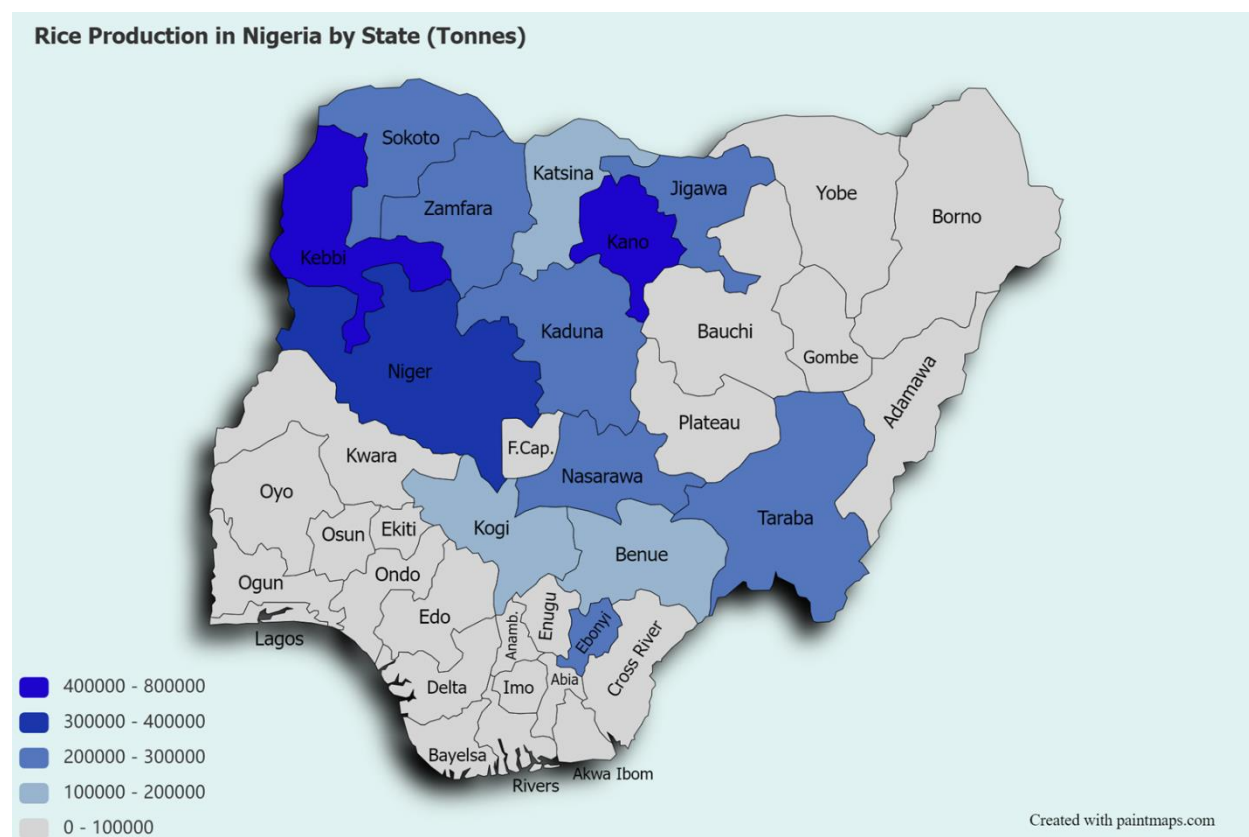 Rice Production in Nigeria by State (Tonnes)
Sokoto
Katsina
Jigawa
Yobe
Borno
Zamfara
Kano
Kebbi
Kaduna
Bauchi
Gombe
Niger
Adamawa
Plateau
F.Cap.
Kwara
Nasarawa
Oyo
Taraba
Kogi
Osun
Ekiti
Benue
Ogun
Ondo
Edo
Enugu
Anamb.
Ebonyi
Lagos
Cross River
Delta
Imo
Abia
Bayelsa
Rivers
Akwa Ibom
400000 - 800000
300000 - 400000
200000 - 300000
100000 - 200000
0 - 100000
Created with paintmaps.com